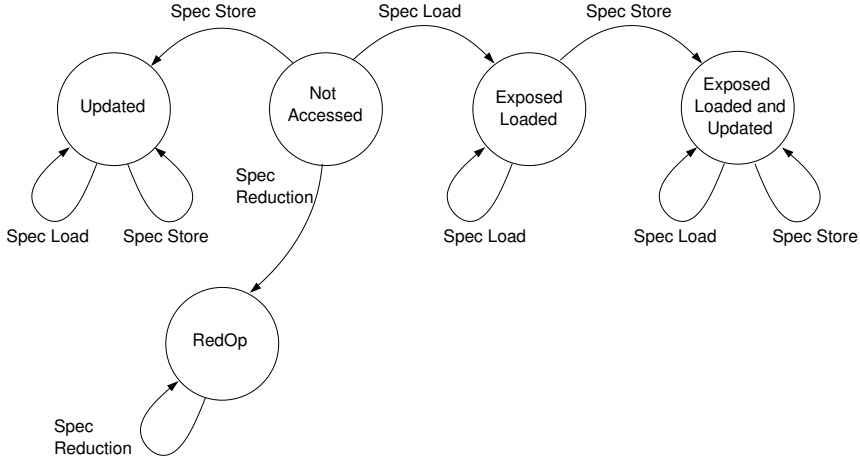 Spec Store
Spec Load
Spec Store
Updated
Not
Accessed
Exposed
Loaded
Exposed
Loaded and
Updated
Spec
Reduction
Spec Load
Spec Store
Spec Load
Spec Load
Spec Store
RedOp
Spec
Reduction